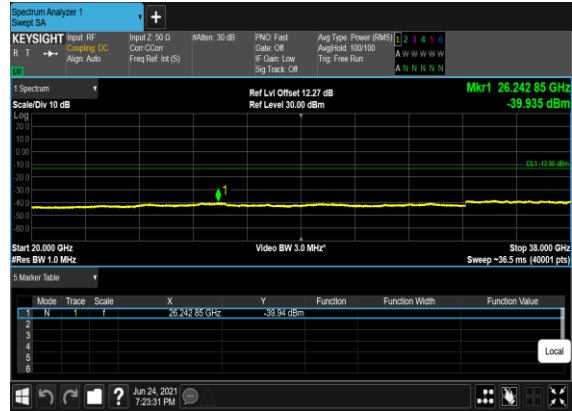 Spectrum Analyzer 1
Swept SA
+
KEYSIGHT Input: RF Input Z: 50 Ω #Atten: 30 dB PNO: Fast Avg Type: Power (RMS) 1 2 3 4 5 6
R T Coupling: DC Corr CCorr Gate: Off Avg|Hold: 100/100 A W W W W W
Align: Auto Freq Ref: Int (S) IF Gain: Low Trig: Free Run
Sig Track: Off A N N N N N
1 Spectrum Ref Lvl Offset 12.27 dB Mkr1 26.242 85 GHz
Scale/Div 10 dB Ref Level 30.00 dBm -39.935 dBm
Log
20.0
10.0
0.00
-10.0 DL1 -13.00 dBm
-20.0
-30.0 1
-40.0
-50.0
-60.0
Start 20.000 GHz Video BW 3.0 MHz* Stop 38.000 GHz
#Res BW 1.0 MHz Sweep ~36.5 ms (40001 pts)
5 Marker Table
Mode Trace Scale X Y Function Function Width Function Value
1 N 1 f 26.242 85 GHz -39.94 dBm
2
3
4
5
6
Local
? Jun 24, 2021
7:23:31 PM